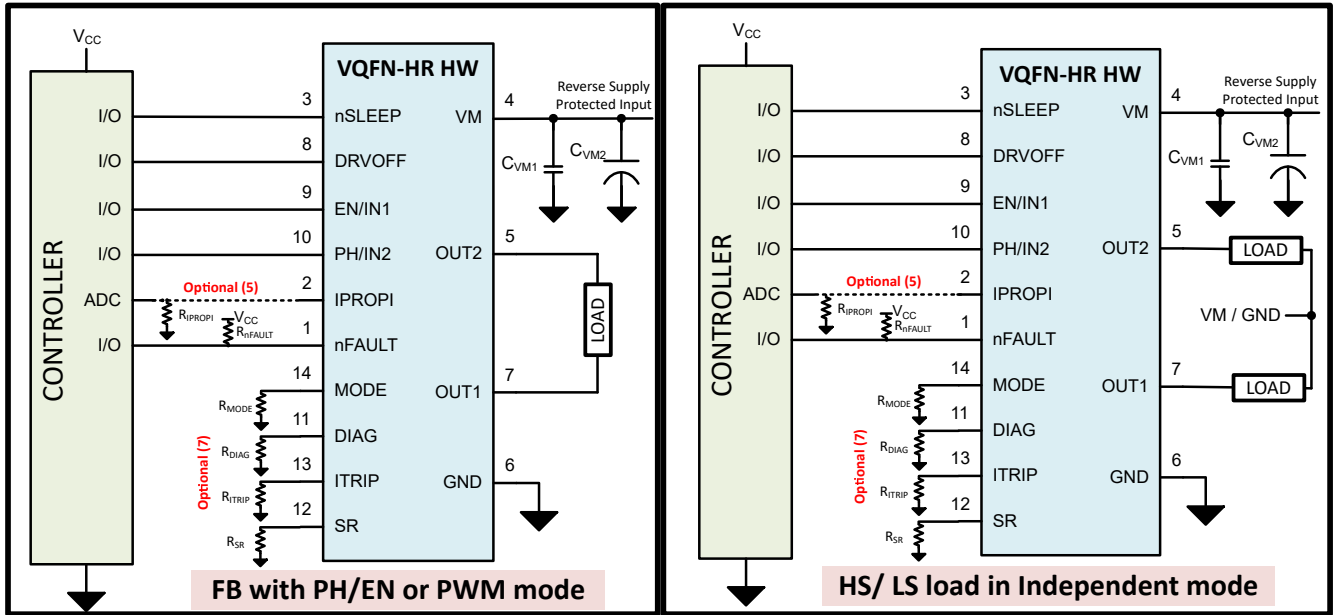 VCC
VQFN-HR HW
CONTROLLER
I/O
3
nSLEEP
I/O
8
DRVOFF
I/O
9
EN/IN1
I/O
10
PH/IN2
ADC
Optional (5)
2
IPROPI
RIPROPI
VCC
RnFAULT
I/O
1
nFAULT
14
MODE
RMODE
11
DIAG
RDIAG
13
ITRIP
RITRIP
12
SR
RSR
Optional (7)
VM
4
Reverse Supply
Protected Input
CVM1
CVM2
OUT2
5
LOAD
OUT1
7
GND
6
FB with PH/EN or PWM mode
VCC
VQFN-HR HW
CONTROLLER
I/O
3
nSLEEP
I/O
8
DRVOFF
I/O
9
EN/IN1
I/O
10
PH/IN2
ADC
Optional (5)
2
IPROPI
RIPROPI
VCC
RnFAULT
I/O
1
nFAULT
14
MODE
RMODE
11
DIAG
RDIAG
13
ITRIP
RITRIP
12
SR
RSR
Optional (7)
VM
4
Reverse Supply
Protected Input
CVM1
CVM2
OUT2
5
LOAD
VM / GND
OUT1
7
LOAD
GND
6
HS/ LS load in Independent mode